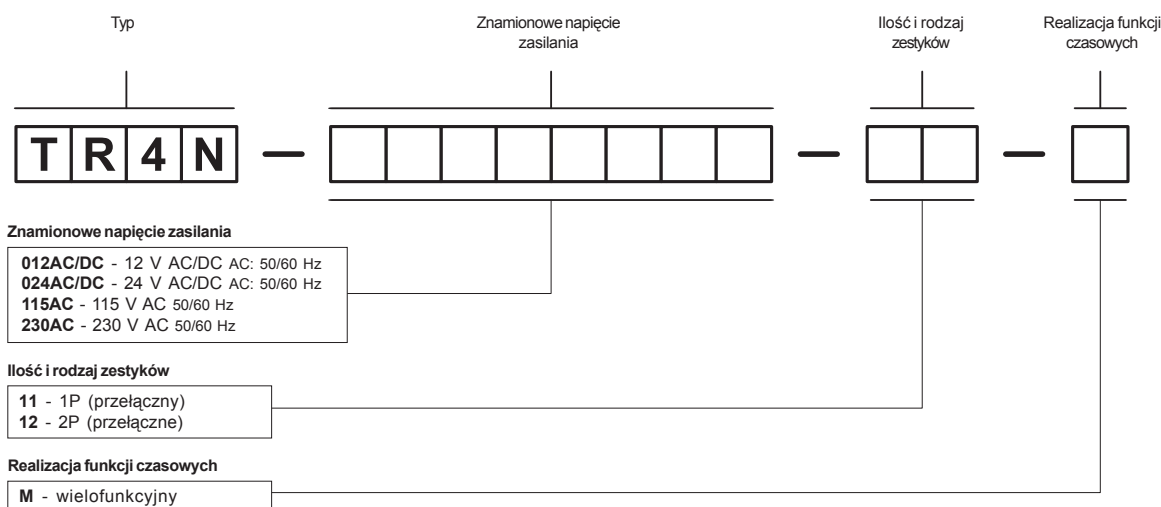 Typ
Znamionowe napięcie
zasilania
Ilość i rodzaj
zestyków
Realizacja funkcji
czasowych
TR4N – –  –
Znamionowe napięcie zasilania
012AC/DC - 12 V AC/DC AC: 50/60 Hz
024AC/DC - 24 V AC/DC AC: 50/60 Hz
115AC - 115 V AC 50/60 Hz
230AC - 230 V AC 50/60 Hz
Ilość i rodzaj zestyków
11 - 1P (przełączny)
12 - 2P (przełączne)
Realizacja funkcji czasowych
M - wielofunkcyjny